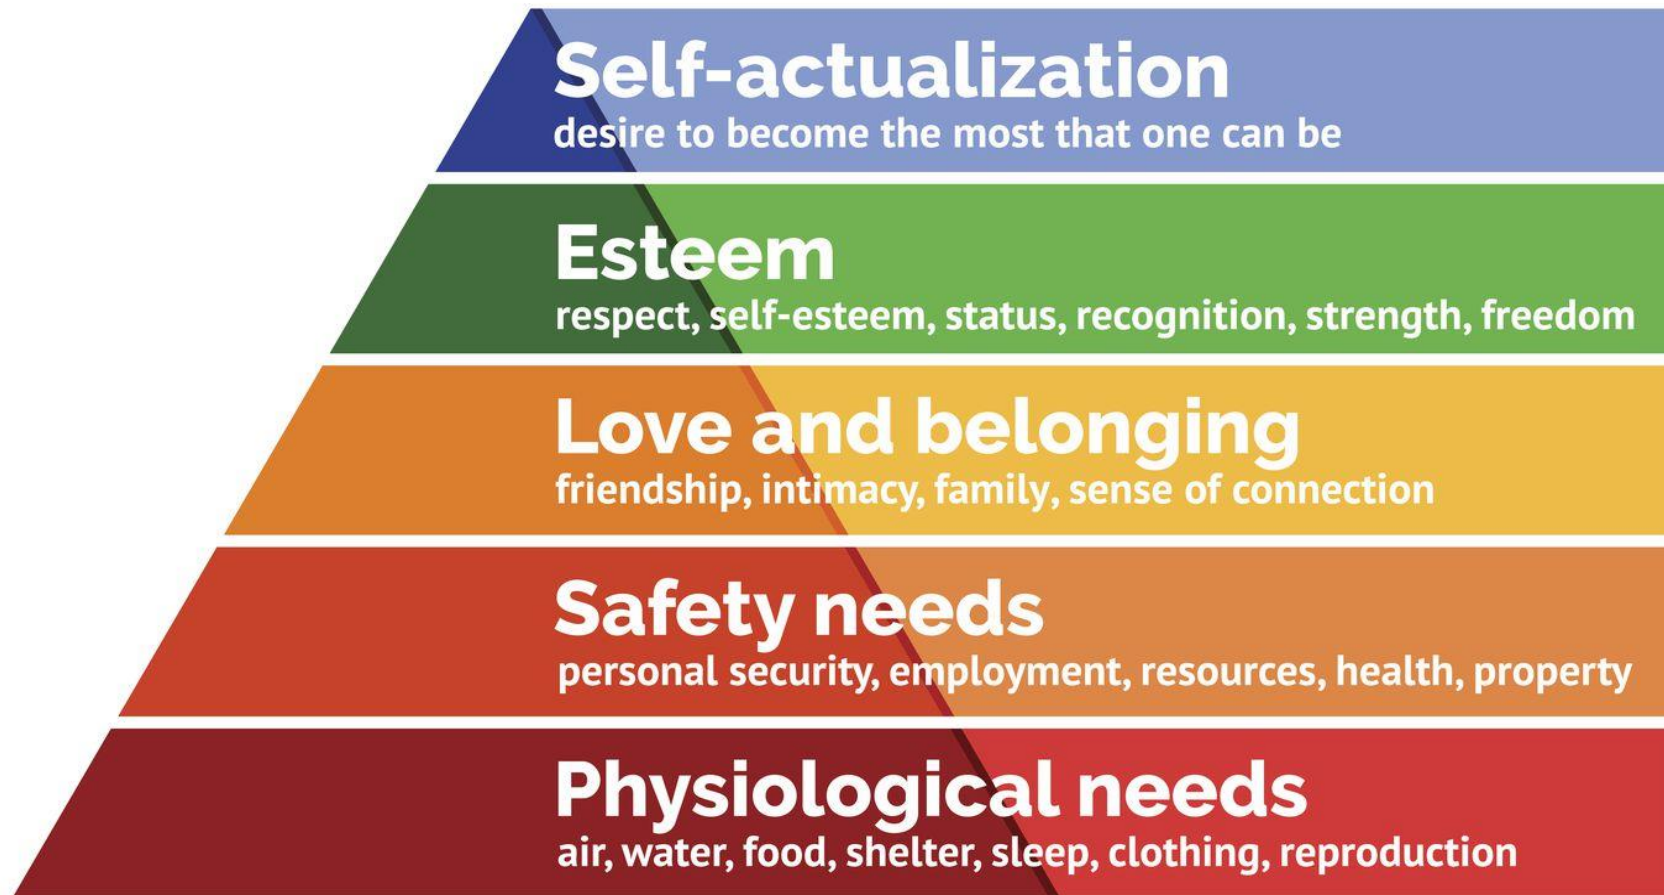 Self-actualization
desire to become the most that one can be
Esteem
respect, self-esteem, status, recognition, strength, freedom
Love and belonging
friendship, intimacy, family, sense of connection
Safety needs
personal security, employment, resources, health, property
Physiological needs
air, water, food, shelter, sleep, clothing, reproduction